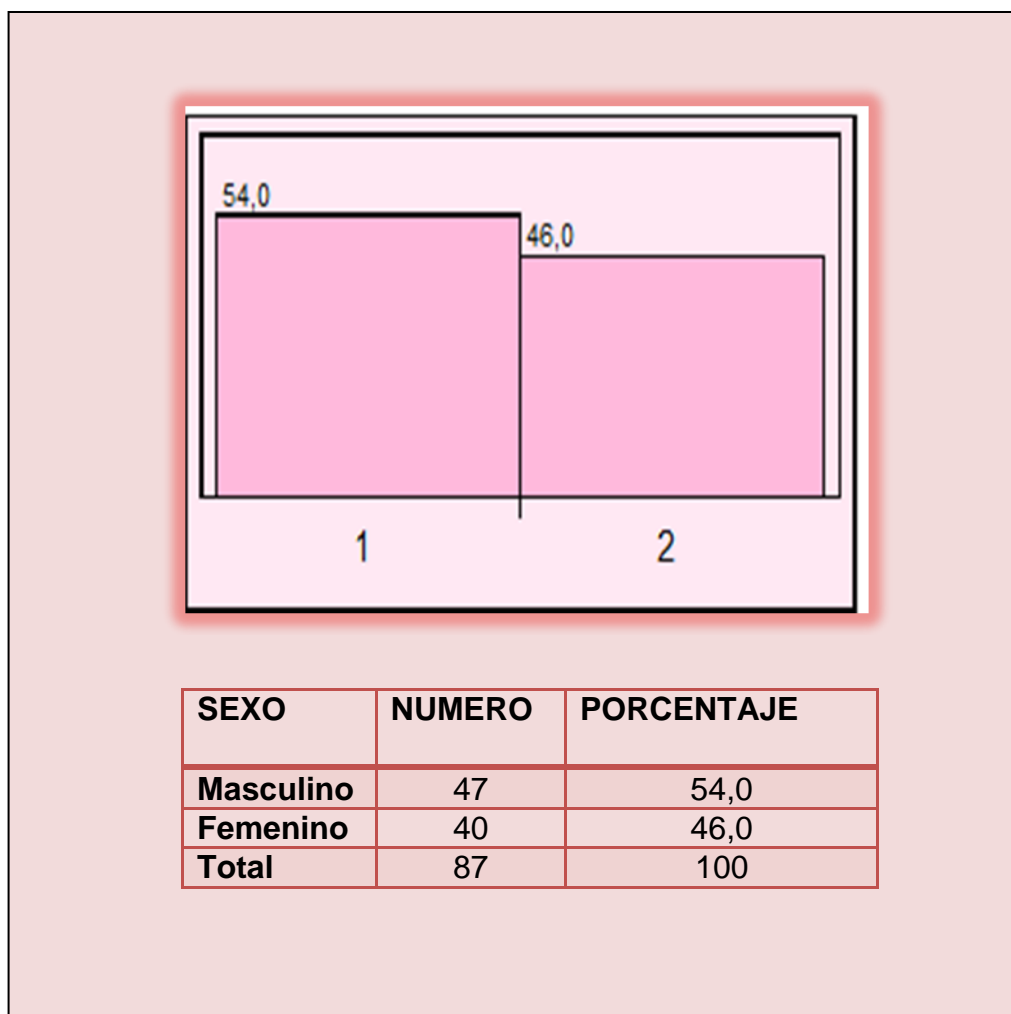 54,0
46,0
1 2
SEXO NUMERO PORCENTAJE
Masculino 47 54,0
Femenino 40 46,0
Total 87 100